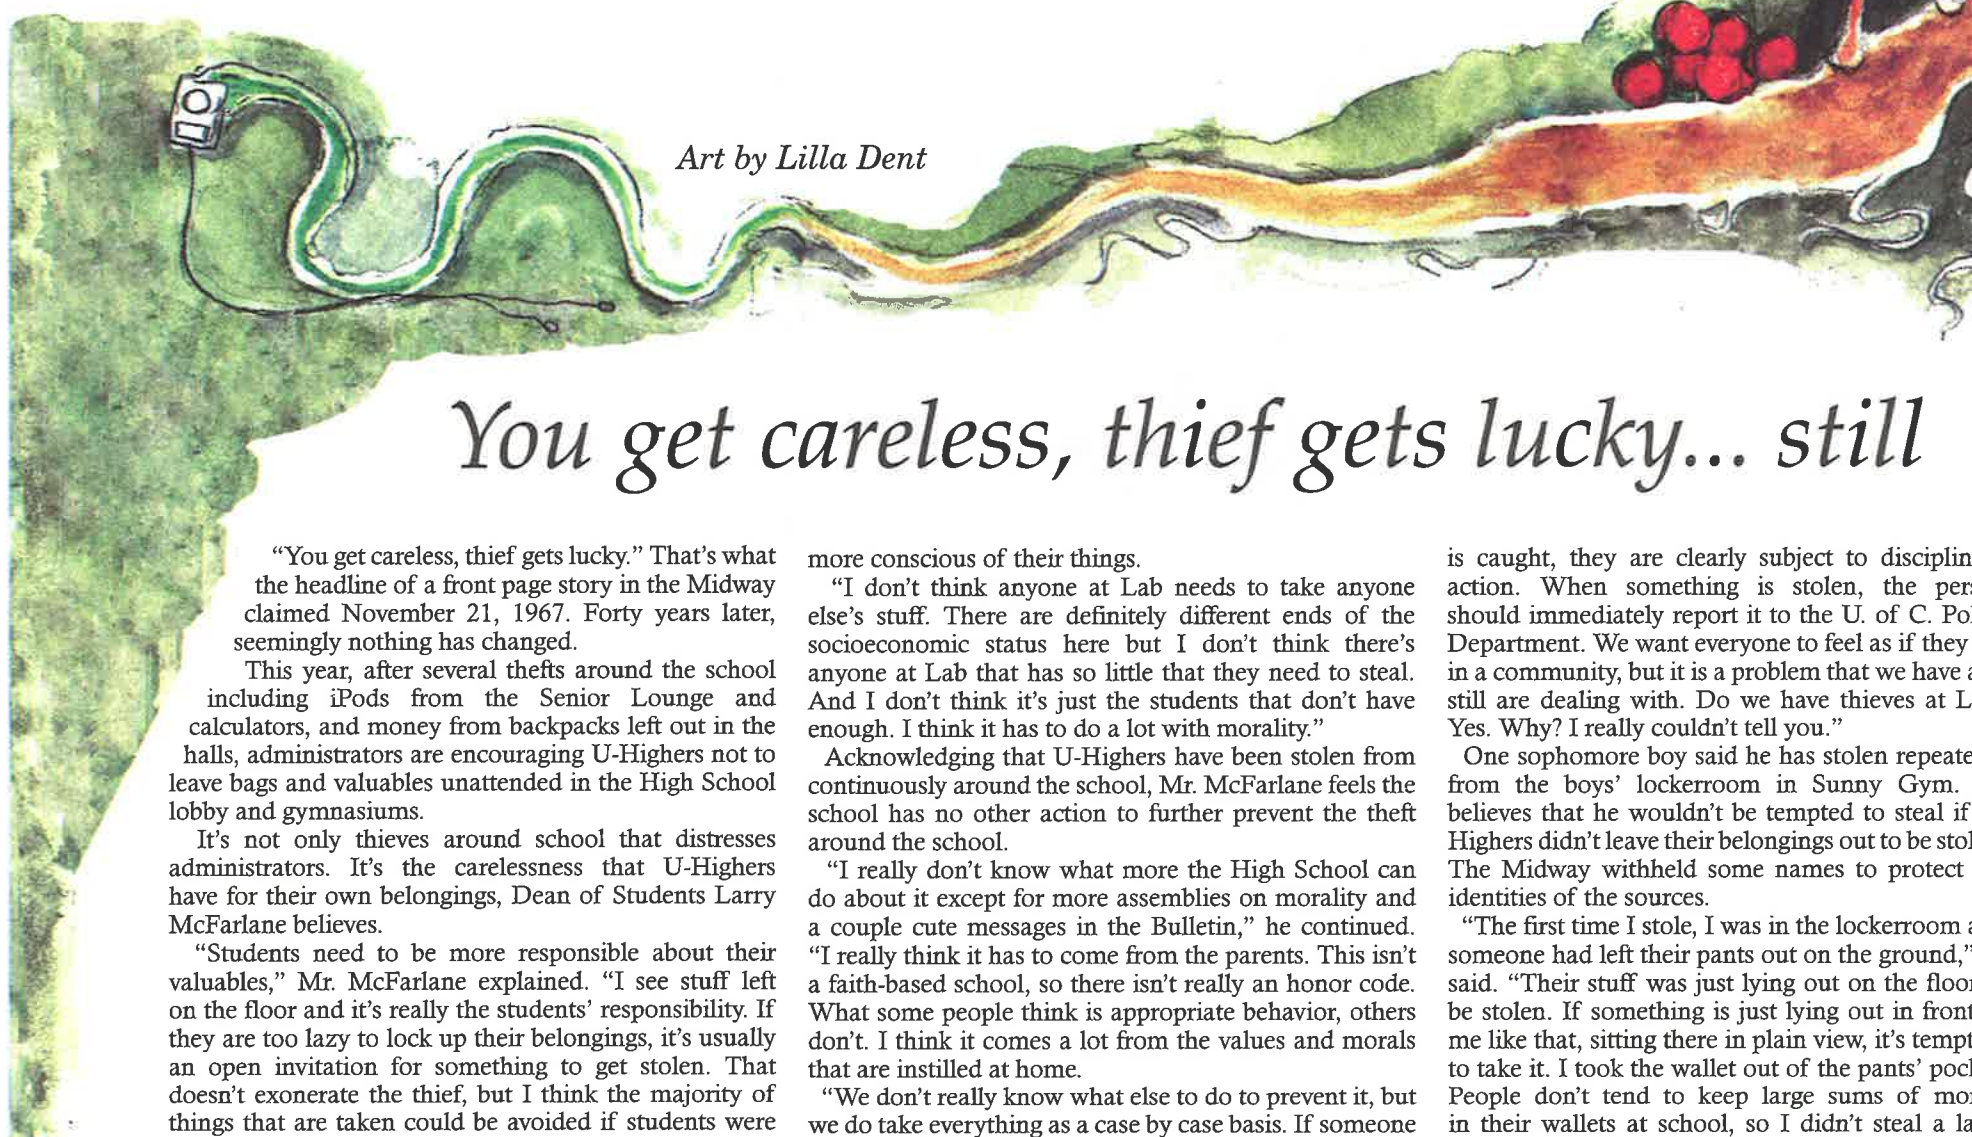 Art by Lilla Dent
You get careless, thief gets lucky... still
“You get careless, thief gets lucky.” That’s what
the headline of a front page story in the Midway
claimed November 21, 1967. Forty years later,
seemingly nothing has changed.
This year, after several thefts around the school
including iPods from the Senior Lounge and
calculators, and money from backpacks left out in the
halls, administrators are encouraging U-Highers not to
leave bags and valuables unattended in the High School
lobby and gymnasiums.
It’s not only thieves around school that distresses
administrators. It’s the carelessness that U-Highers
have for their own belongings, Dean of Students Larry
McFarlane believes.
“Students need to be more responsible about their
valuables,” Mr. McFarlane explained. “I see stuff left
on the floor and it’s really the students’ responsibility. If
they are too lazy to lock up their belongings, it’s usually
an open invitation for something to get stolen. That
doesn’t exonerate the thief, but I think the majority of
things that are taken could be avoided if students were
more conscious of their things.
“I don’t think anyone at Lab needs to take anyone
else’s stuff. There are definitely different ends of the
socioeconomic status here but I don’t think there’s
anyone at Lab that has so little that they need to steal.
And I don’t think it’s just the students that don’t have
enough. I think it has to do a lot with morality.”
Acknowledging that U-Highers have been stolen from
continuously around the school, Mr. McFarlane feels the
school has no other action to further prevent the theft
around the school.
“I really don’t know what more the High School can
do about it except for more assemblies on morality and
a couple cute messages in the Bulletin,” he continued.
“I really think it has to come from the parents. This isn’t
a faith-based school, so there isn’t really an honor code.
What some people think is appropriate behavior, others
don’t. I think it comes a lot from the values and morals
that are instilled at home.
“We don’t really know what else to do to prevent it, but
we do take everything as a case by case basis. If someone
is caught, they are clearly subject to
action. When something is stolen, the
should immediately report it to the U. of C.
Department. We want everyone to feel as if they
in a community, but it is a problem that we have
still are dealing with. Do we have thieves at
Yes. Why? I really couldn’t tell you.”
One sophomore boy said he has stolen
from the boys’ lockerroom in Sunny Gym.
believes that he wouldn’t be tempted to steal if
Highers didn’t leave their belongings out to be
The Midway withheld some names to protect
identities of the sources.
“The first time I stole, I was in the lockerroom
someone had left their pants out on the ground,”
said. “Their stuff was just lying out on the
be stolen. If something is just lying out in front
me like that, sitting there in plain view, it’s
to take it. I took the wallet out of the pants’
People don’t tend to keep large sums of
in their wallets at school, so I didn’t steal a